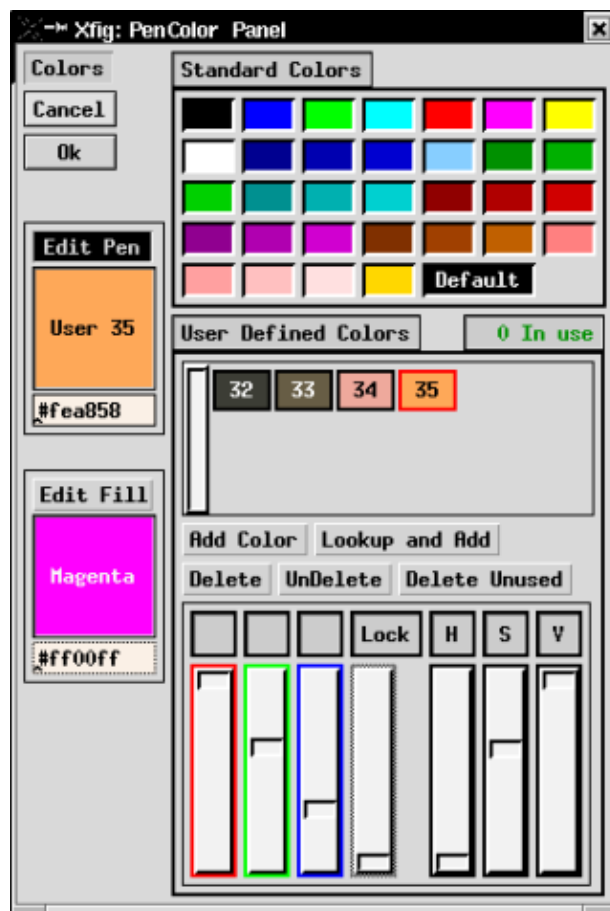 Xfig: PenColor Panel
Colors
Cancel
Ok
Edit Pen
User 35
#fea858
Edit Fill
Magenta
#ff00ff
Standard Colors
Default
User Defined Colors
0 In use
32 33 34 35
Add Color Lookup and Add
Delete UnDelete Delete Unused
Lock H S V